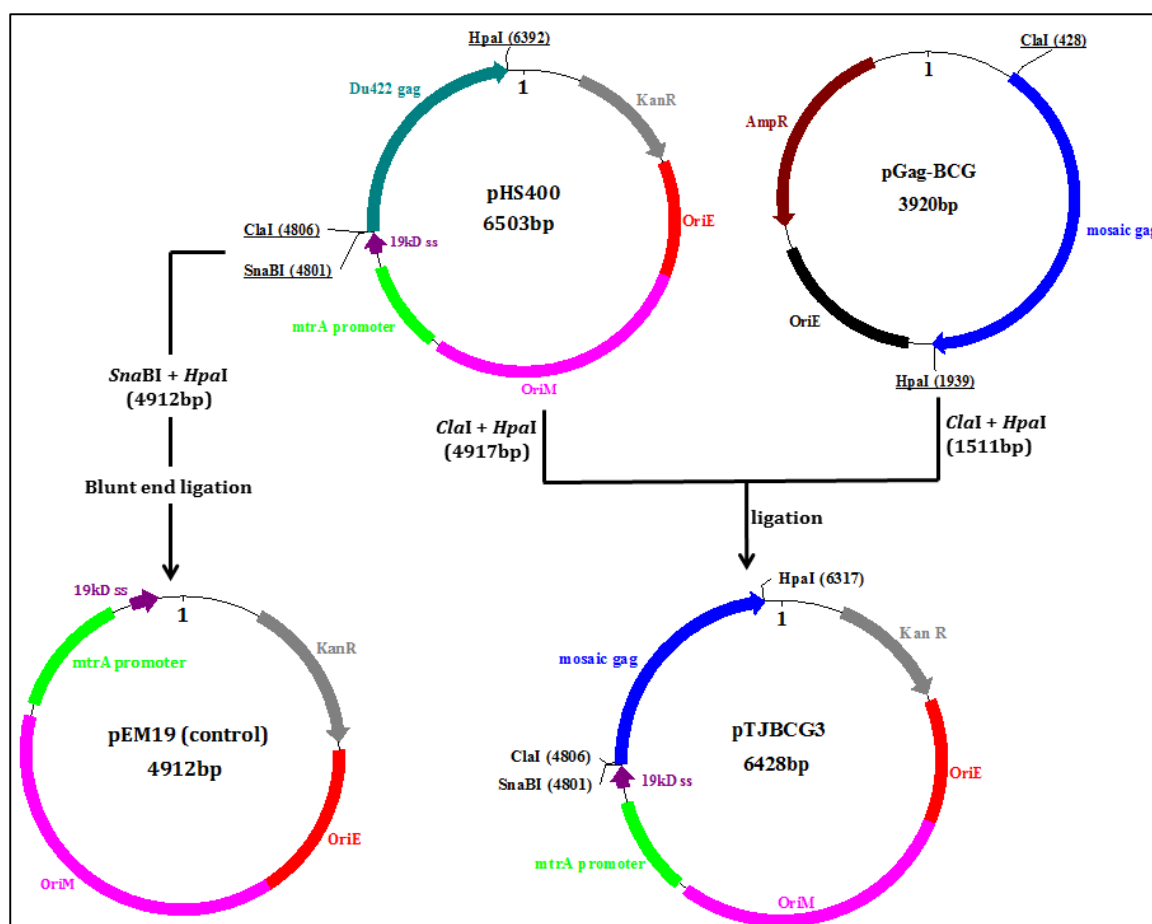 HpaI (6392)
1
Du422 gag
KanR
pHS400
6503bp
OriE
ClaI (4806)
19kD ss
SnaBI (4801)
mtrA promoter
OriM
ClaI (428)
1
AmpR
pGag-BCG
3920bp
mosaic gag
OriE
HpaI (1939)
SnaBI + HpaI
(4912bp)
Blunt end ligation
ClaI + HpaI
(4917bp)
ClaI + HpaI
(1511bp)
ligation
19kD ss
1
KanR
mtrA promoter
pEM19 (control)
4912bp
OriE
OriM
HpaI (6317)
1
Kan R
mosaic gag
pTJBCG3
6428bp
ClaI (4806)
SnaBI (4801)
19kD ss
OriE
mtrA promoter
OriM